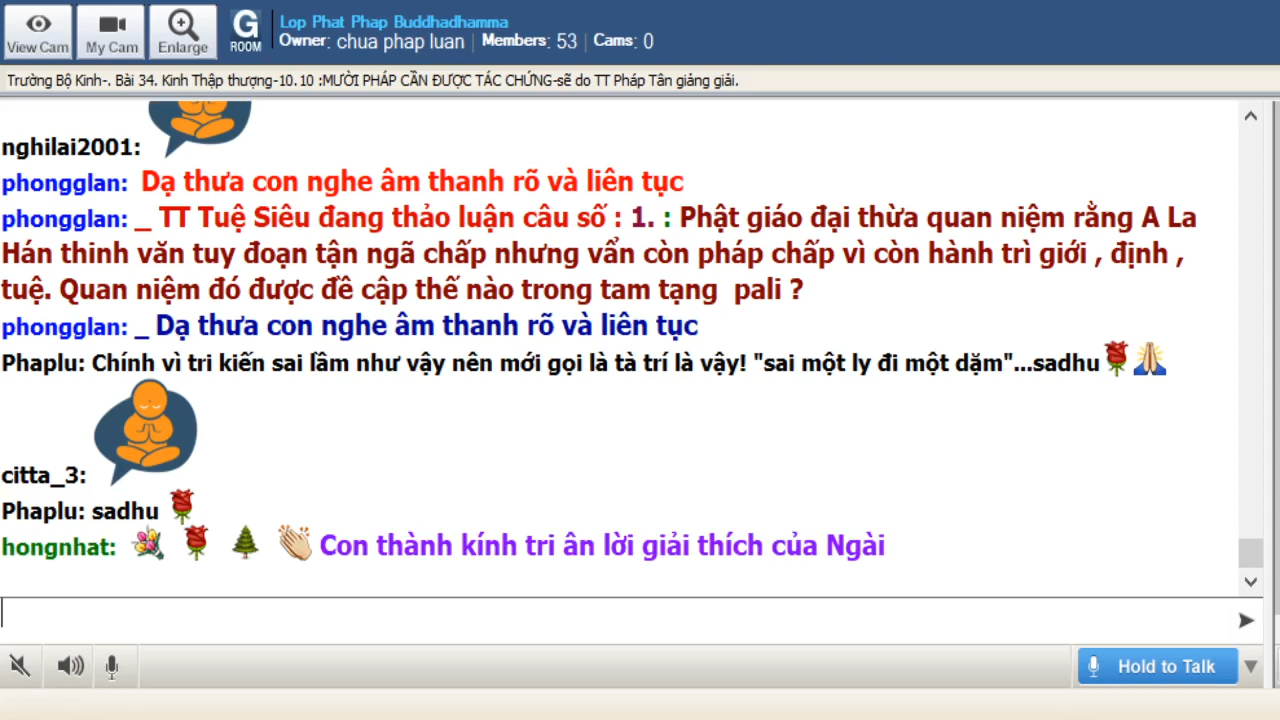 View Cam
My Cam
Enlarge
G
ROOM
Lop Phat Phap Buddhadhamma
Owner: chua phap luan | Members: 53 | Cams: 0
Trường Bộ Kinh-. Bài 34. Kinh Thập thượng-10.10 :MƯỜI PHÁP CẦN ĐƯỢC TÁC CHỨNG-sẽ do TT Pháp Tân giảng giải.
nghilai2001:
phongglan: Dạ thưa con nghe âm thanh rõ và liên tục
phongglan: _ TT Tuệ Siêu đang thảo luận câu số : 1. : Phật giáo đại thừa quan niệm rằng A La
Hán thinh văn tuy đoạn tận ngã chấp nhưng vẩn còn pháp chấp vì còn hành trì giới , định ,
tuệ. Quan niệm đó được đề cập thế nào trong tam tạng pali ?
phongglan: _ Dạ thưa con nghe âm thanh rõ và liên tục
Phaplu: Chính vì tri kiến sai lầm như vậy nên mới gọi là tà trí là vậy! "sai một ly đi một dặm"...sadhu
citta_3:
Phaplu: sadhu
hongnhat: Con thành kính tri ân lời giải thích của Ngài
Hold to Talk